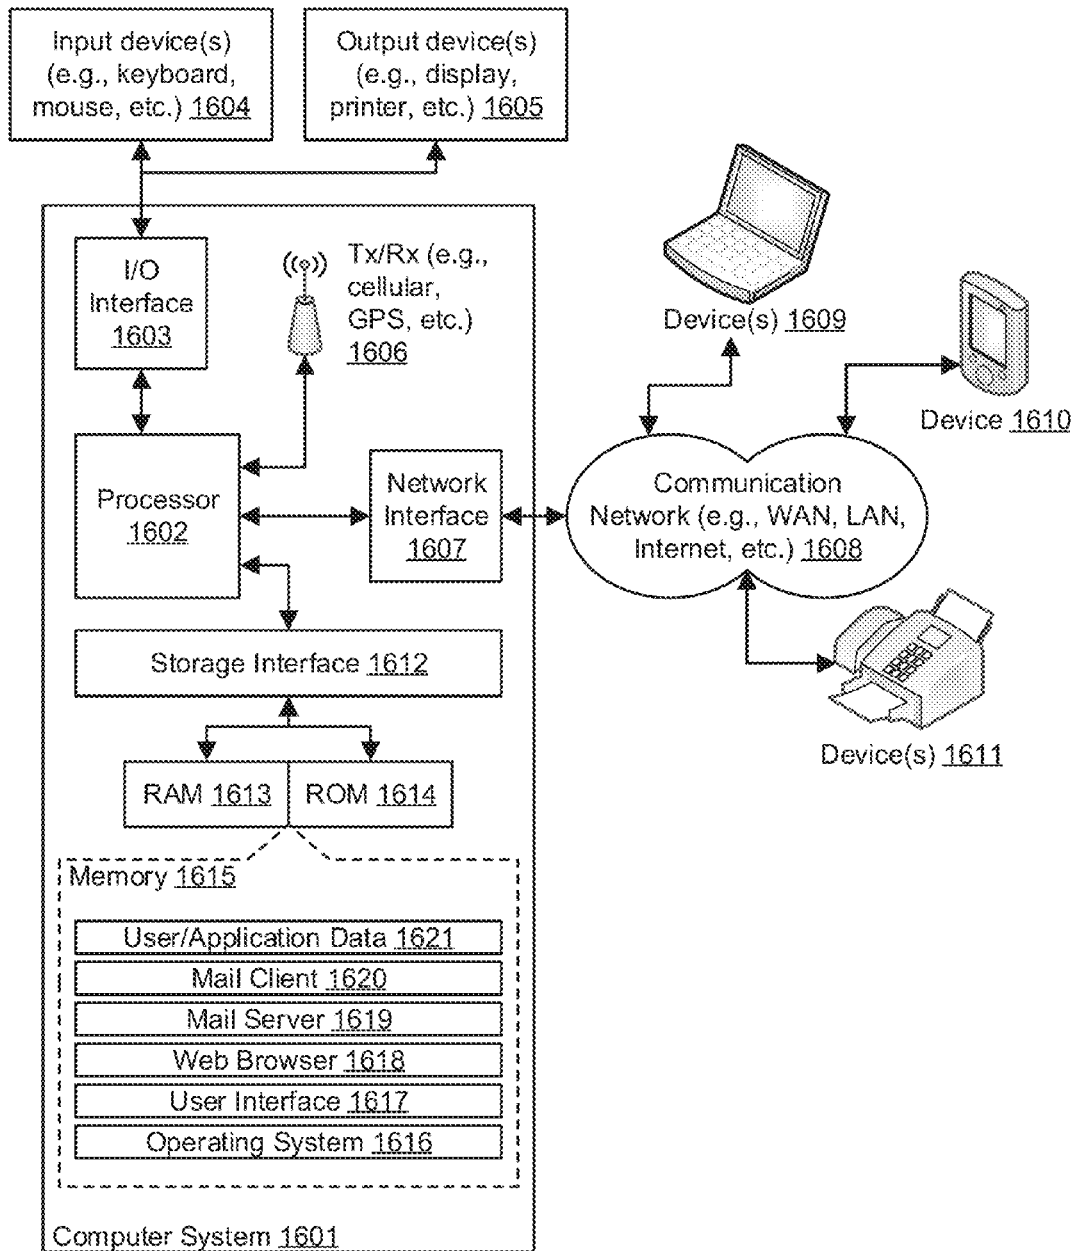 Input device(s)
(e.g., keyboard,
mouse, etc.) 1604
Output device(s)
(e.g., display,
printer, etc.) 1605
I/O
Interface
1603
Tx/Rx (e.g.,
cellular,
GPS, etc.)
1606
Device(s) 1609
Device 1610
Processor
1602
Network
Interface
1607
Communication
Network (e.g., WAN, LAN,
Internet, etc.) 1608
Storage Interface 1612
Device(s) 1611
RAM 1613
ROM 1614
Memory 1615
User/Application Data 1621
Mail Client 1620
Mail Server 1619
Web Browser 1618
User Interface 1617
Operating System 1616
Computer System 1601